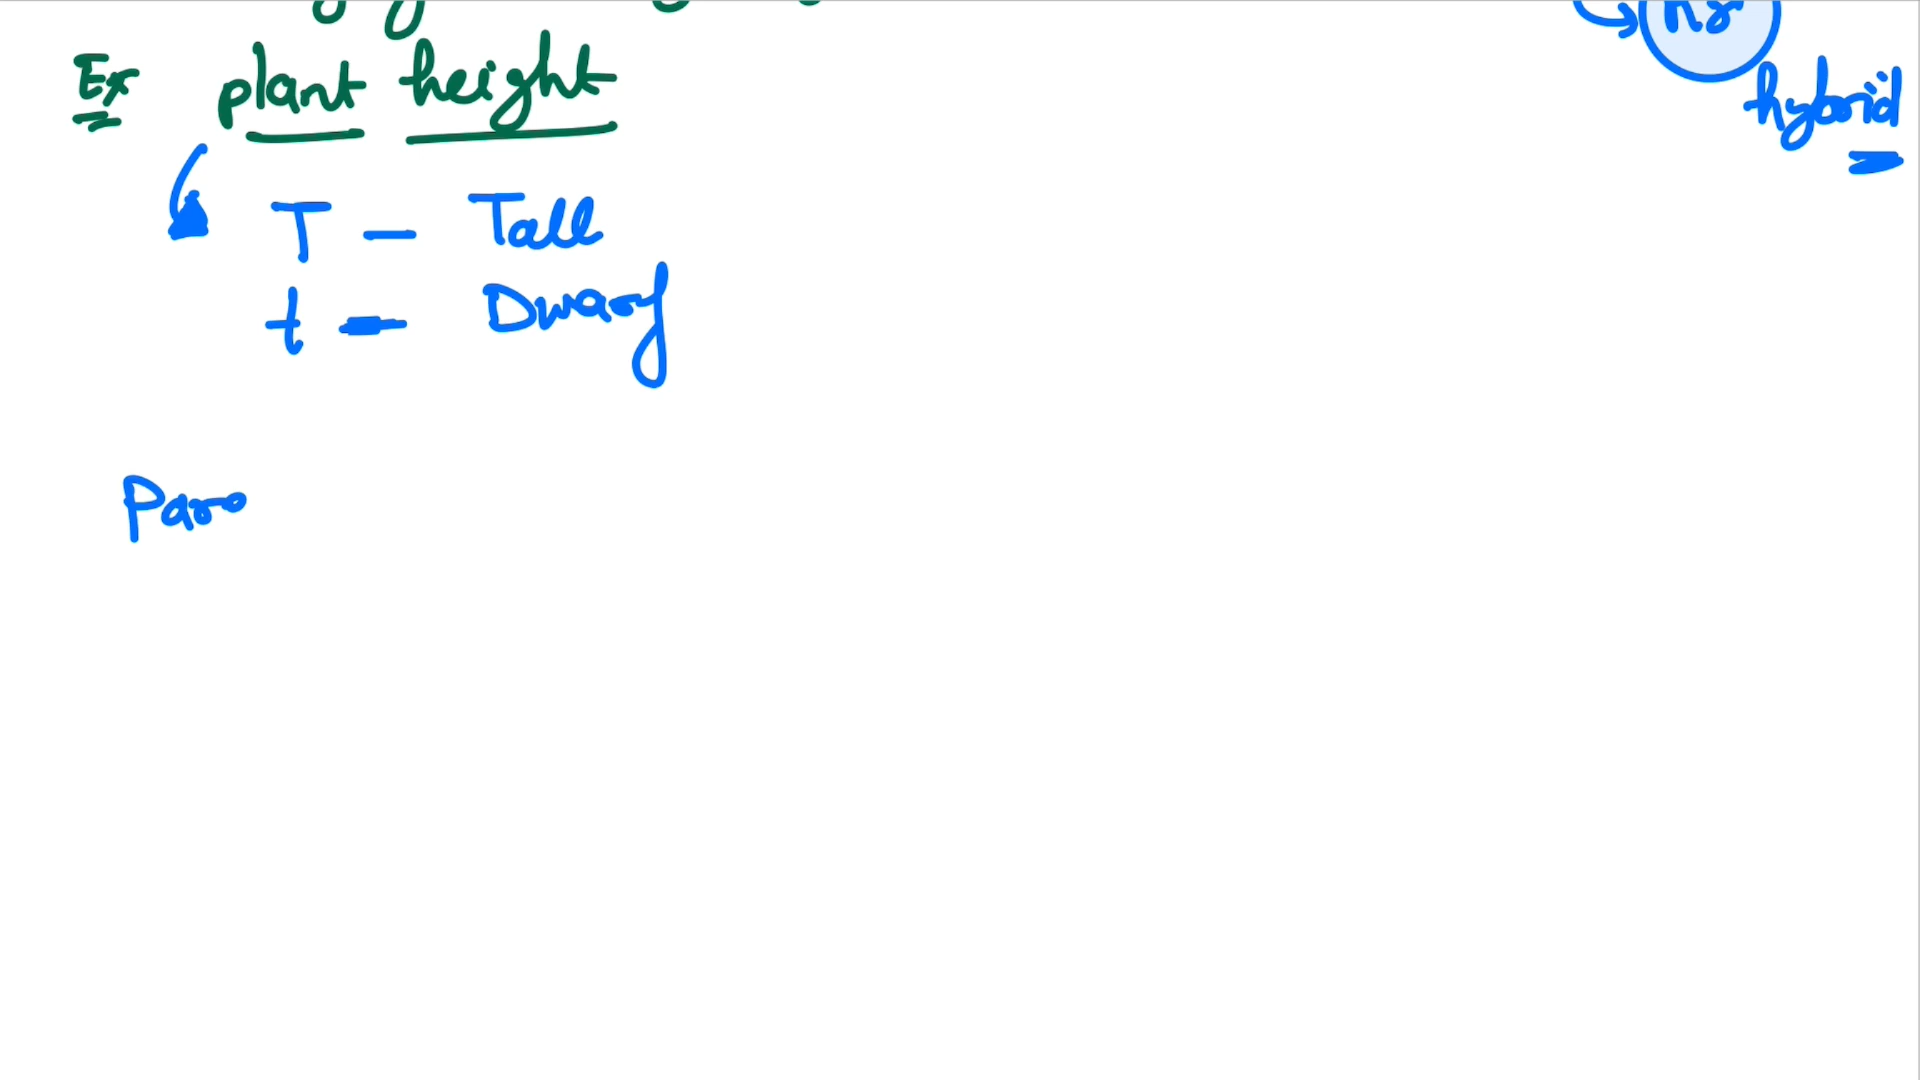 Ex plant height
hybrid
T - Tall
t - Dwarf
Par